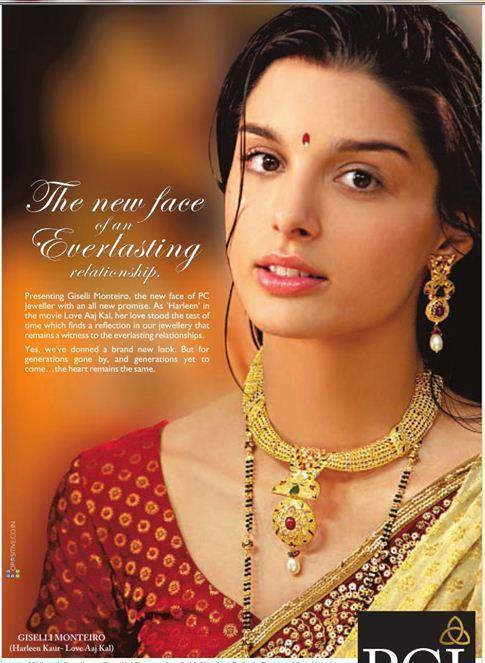 The new face
of an
Everlasting
relationship.
Presenting Giselli Monteiro, the new face of PC
Jeweller with an all new promise. As 'Harleen' in
the movie Love Aaj Kal, her love stood the test of
time which finds a reflection in our jewellery that
remains a witness to the everlasting relationships.
Yes, we've donned a brand new look. But for
generations gone by, and generations yet to
come...the heart remains the same.
GISELLI MONTEIRO
(Harleen Kaur- Love Aaj Kal)